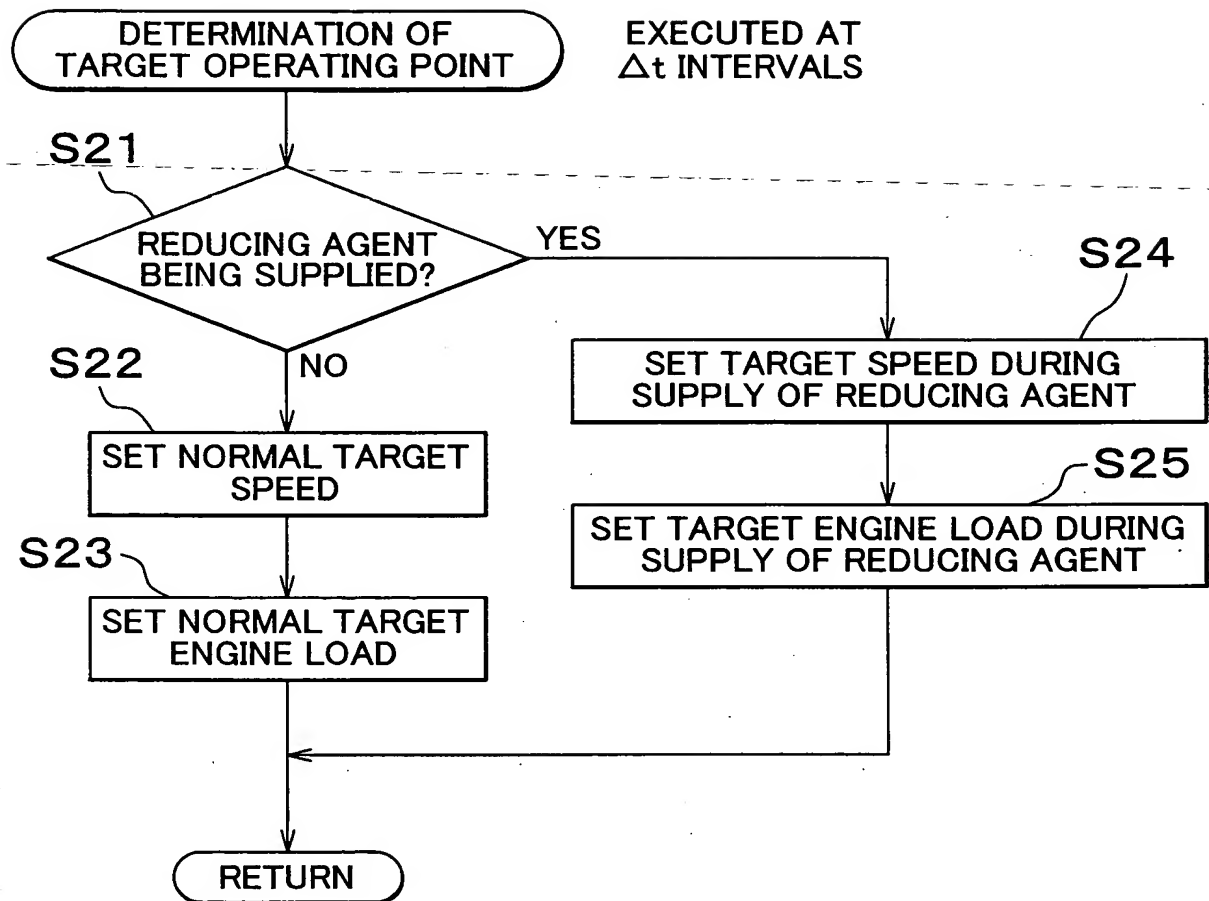 DETERMINATION OF
TARGET OPERATING POINT
EXECUTED AT
Δt INTERVALS
S21
REDUCING AGENT
BEING SUPPLIED?
YES
NO
S24
SET TARGET SPEED DURING
SUPPLY OF REDUCING AGENT
S22
SET NORMAL TARGET
SPEED
S25
SET TARGET ENGINE LOAD DURING
SUPPLY OF REDUCING AGENT
S23
SET NORMAL TARGET
ENGINE LOAD
RETURN